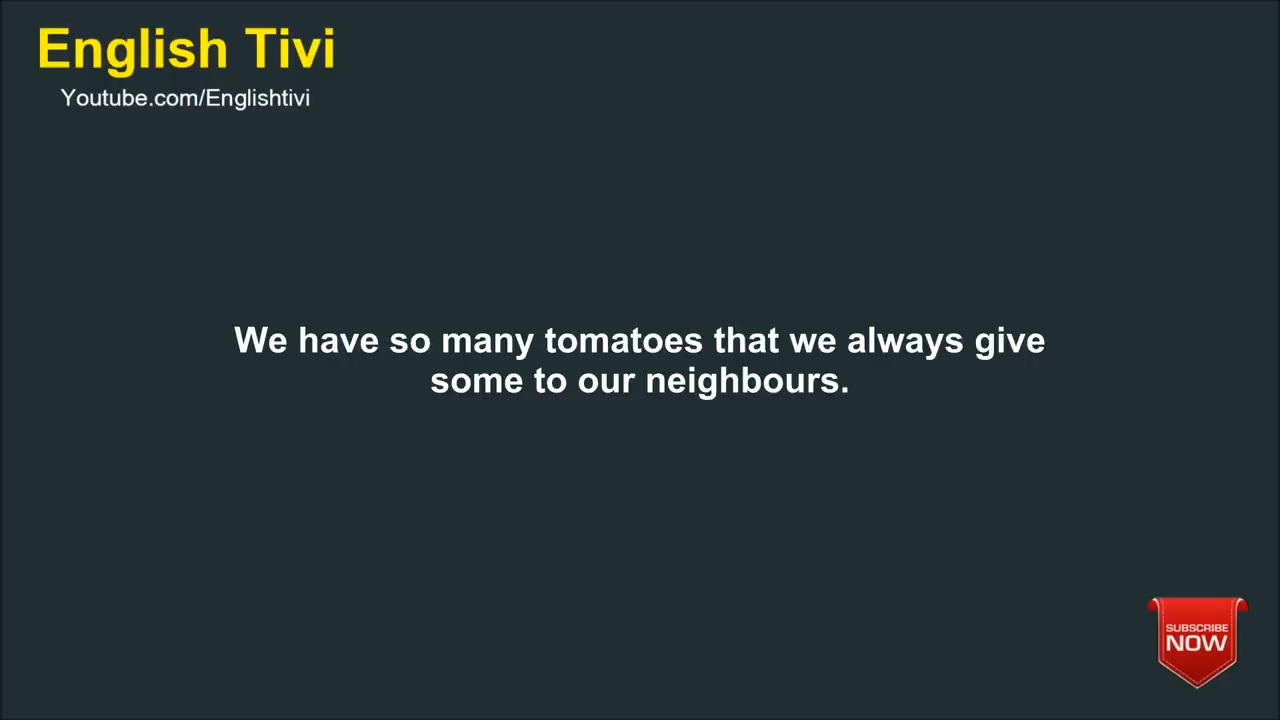 English Tivi
Youtube.com/Englishtivi
We have so many tomatoes that we always give
some to our neighbours.
SUBSCRIBE
NOW